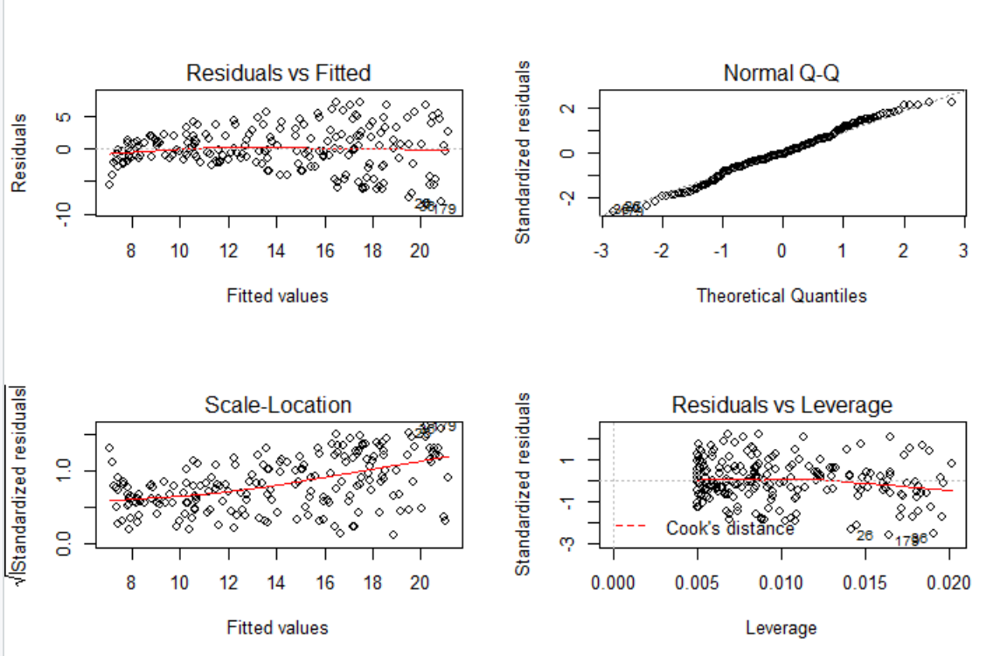 Residuals vs Fitted
Residuals
5
0
-10
8 10 12 14 16 18 20
Fitted values
179
Normal Q-Q
Standardized residuals
2
0
-2
-3 -2 -1 0 1 2 3
Theoretical Quantiles
Scale-Location
√|Standardized residuals|
1.0
0.0
8 10 12 14 16 18 20
Fitted values
Residuals vs Leverage
Standardized residuals
1
-1
-3
Cook's distance
26
0.000 0.005 0.010 0.015 0.020
Leverage